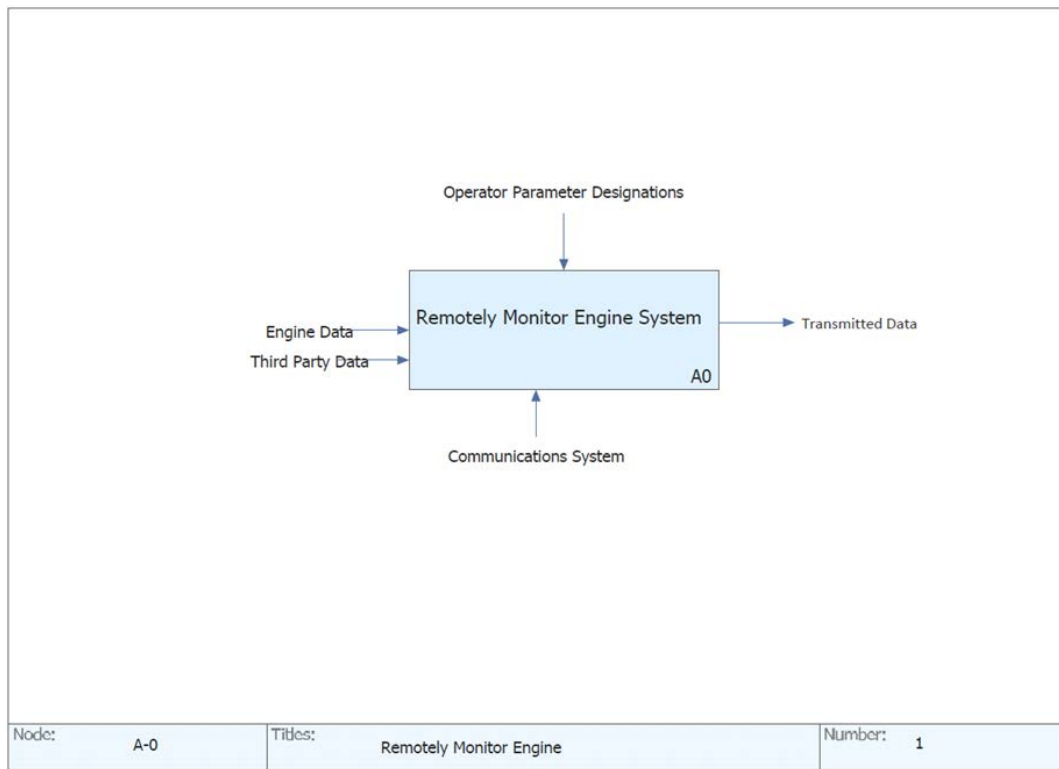 Operator Parameter Designations
Remotely Monitor Engine System
Engine Data
Transmitted Data
Third Party Data
A0
Communications System
Node:
A-0
Titles:
Remotely Monitor Engine
Number:
1